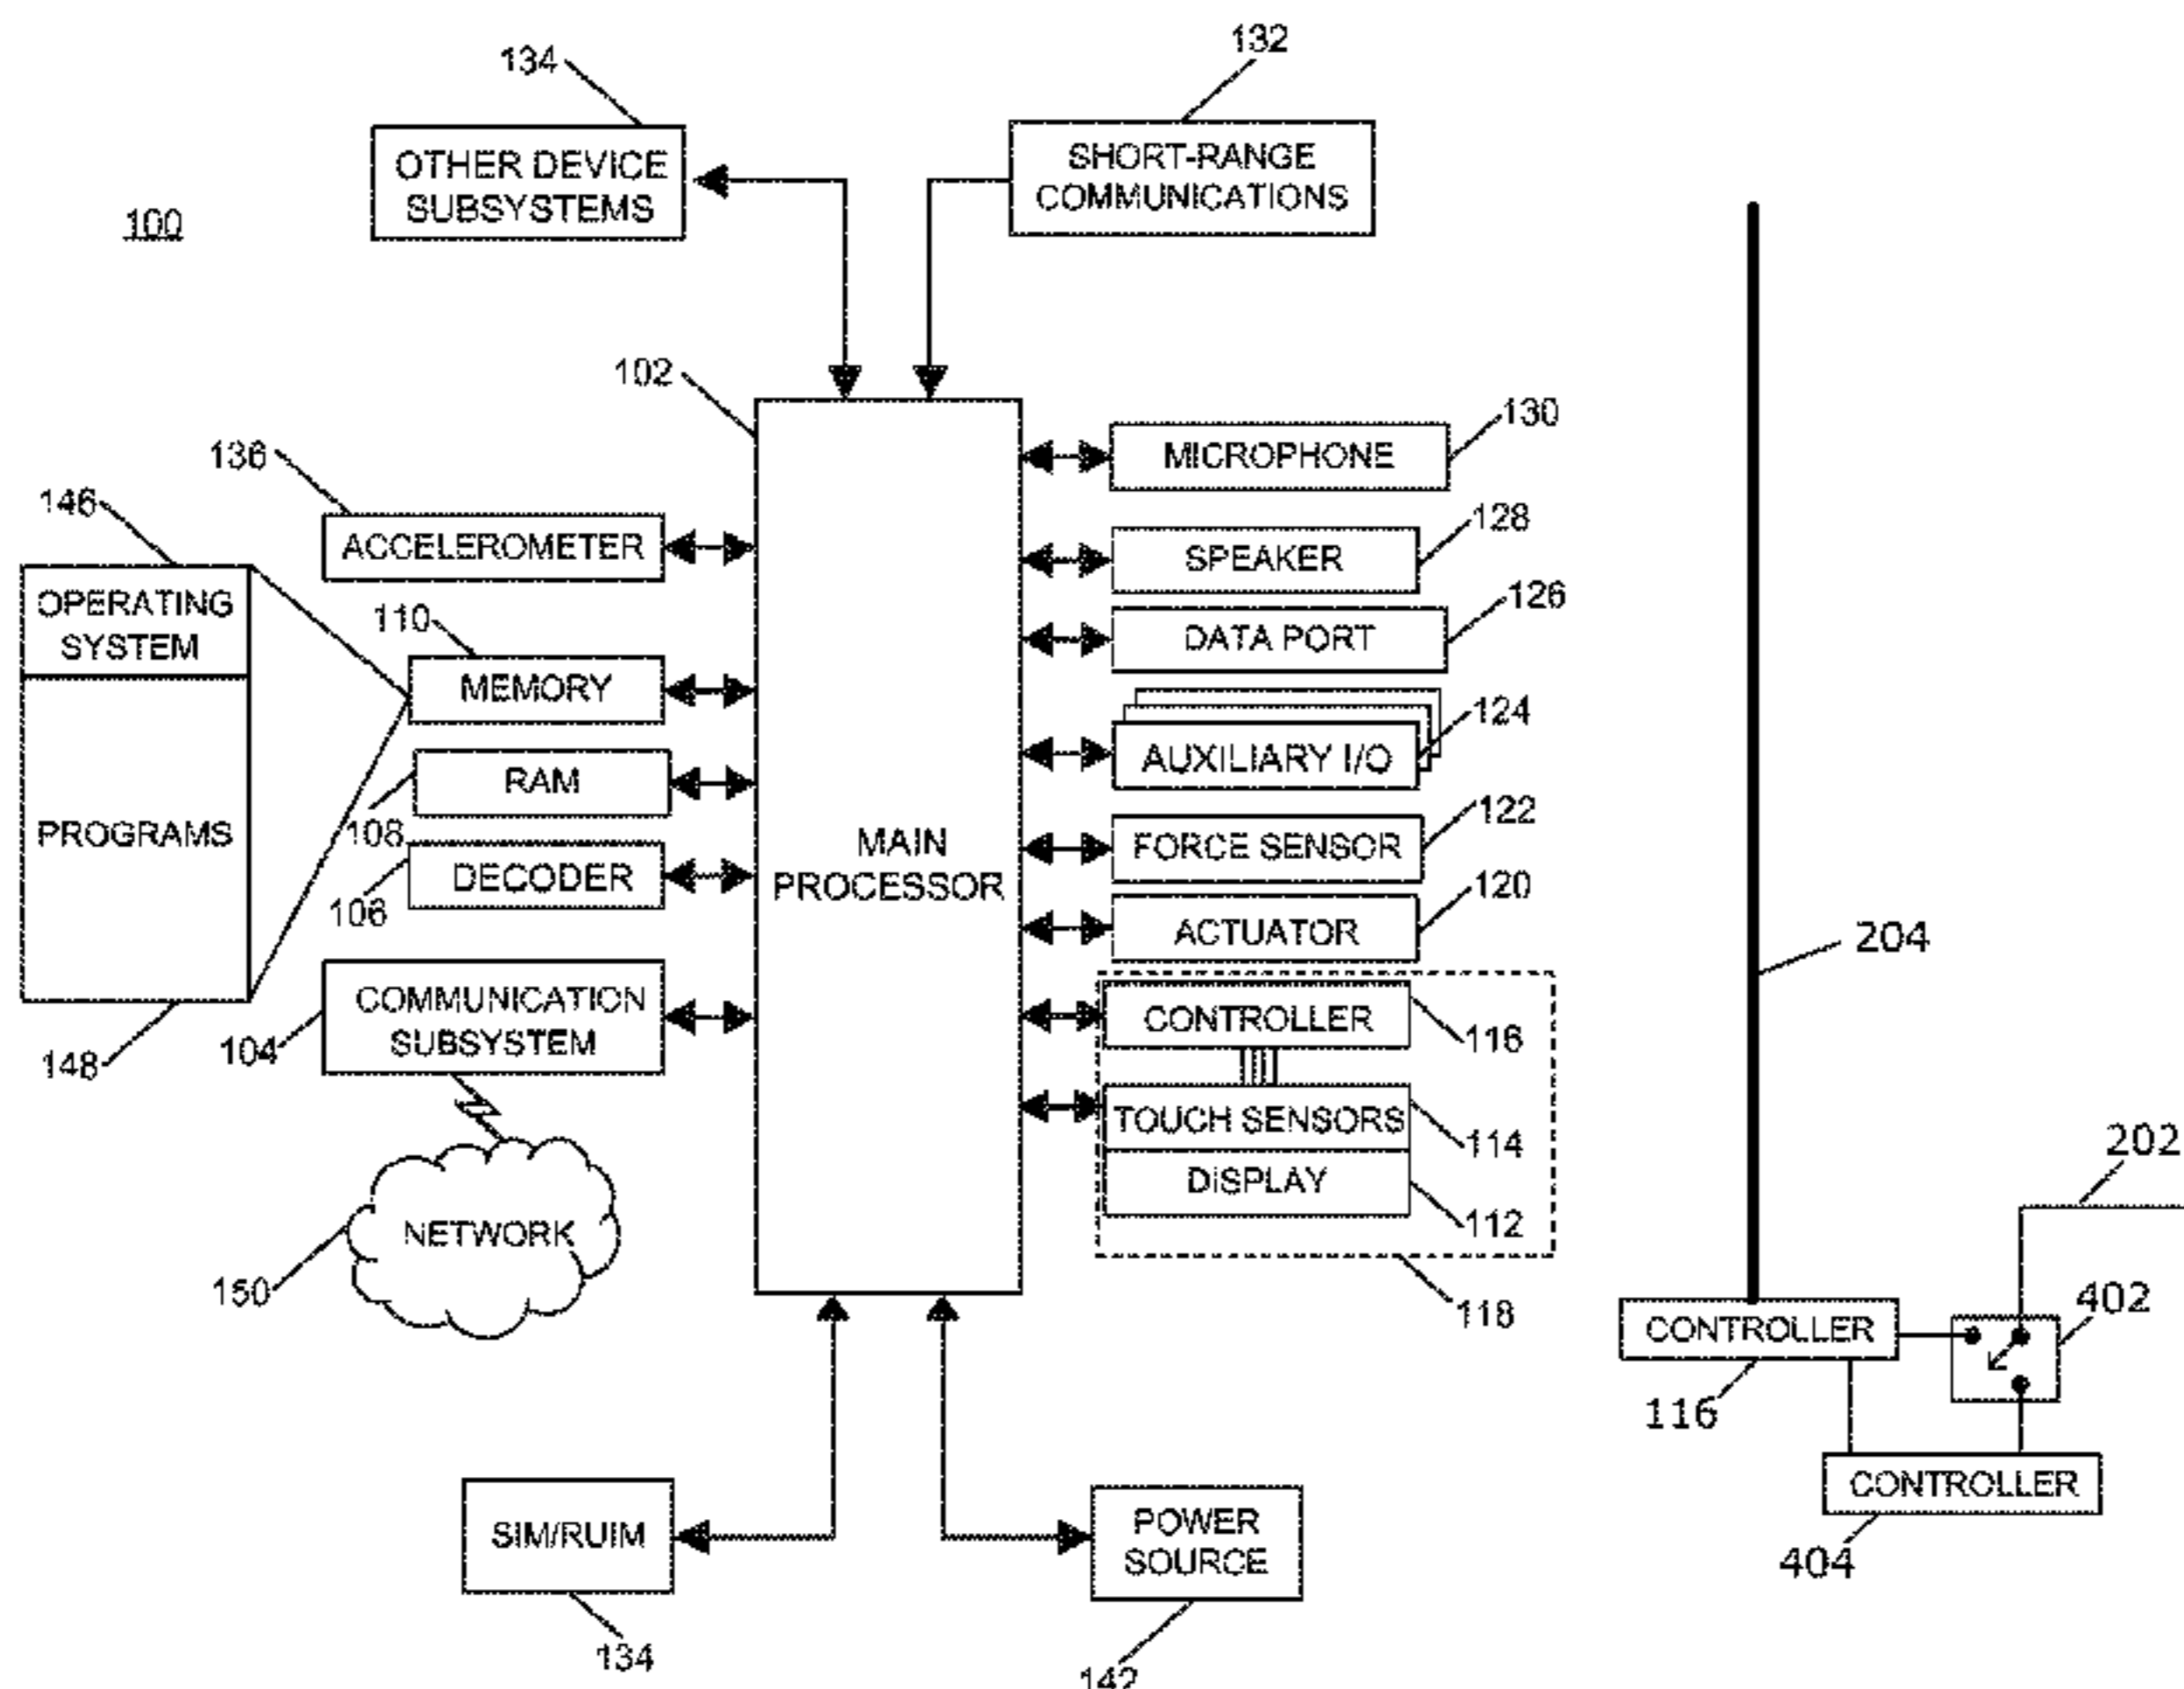 134
132
OTHER DEVICE
SUBSYSTEMS
SHORT-RANGE
COMMUNICATIONS
100
102
130
MICROPHONE
136
146
ACCELEROMETER
128
SPEAKER
OPERATING
SYSTEM
126
DATA PORT
110
MEMORY
124
AUXILIARY I/O
RAM
108
PROGRAMS
122
FORCE SENSOR
MAIN
PROCESSOR
DECODER
106
120
ACTUATOR
204
COMMUNICATION
SUBSYSTEM
104
148
CONTROLLER
116
TOUCH SENSORS
114
DISPLAY
112
202
NETWORK
150
118
402
CONTROLLER
116
CONTROLLER
404
SIM/RUIM
134
POWER
SOURCE
142